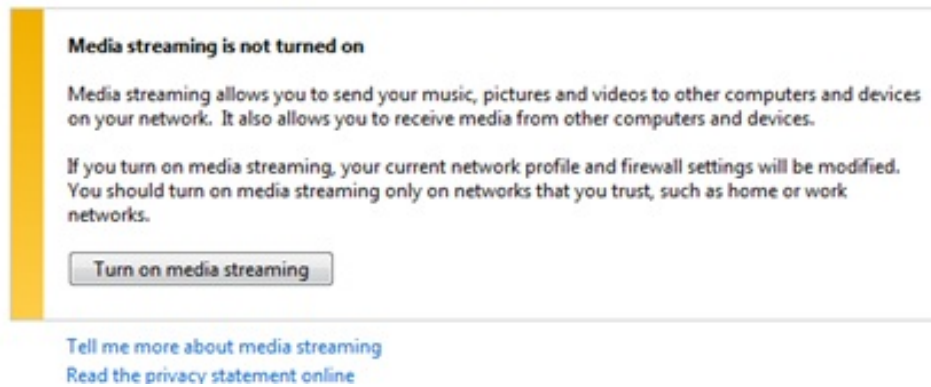 Media streaming is not turned on
Media streaming allows you to send your music, pictures and videos to other computers and devices
on your network. It also allows you to receive media from other computers and devices.
If you turn on media streaming, your current network profile and firewall settings will be modified.
You should turn on media streaming only on networks that you trust, such as home or work
networks.
Turn on media streaming
Tell me more about media streaming
Read the privacy statement online